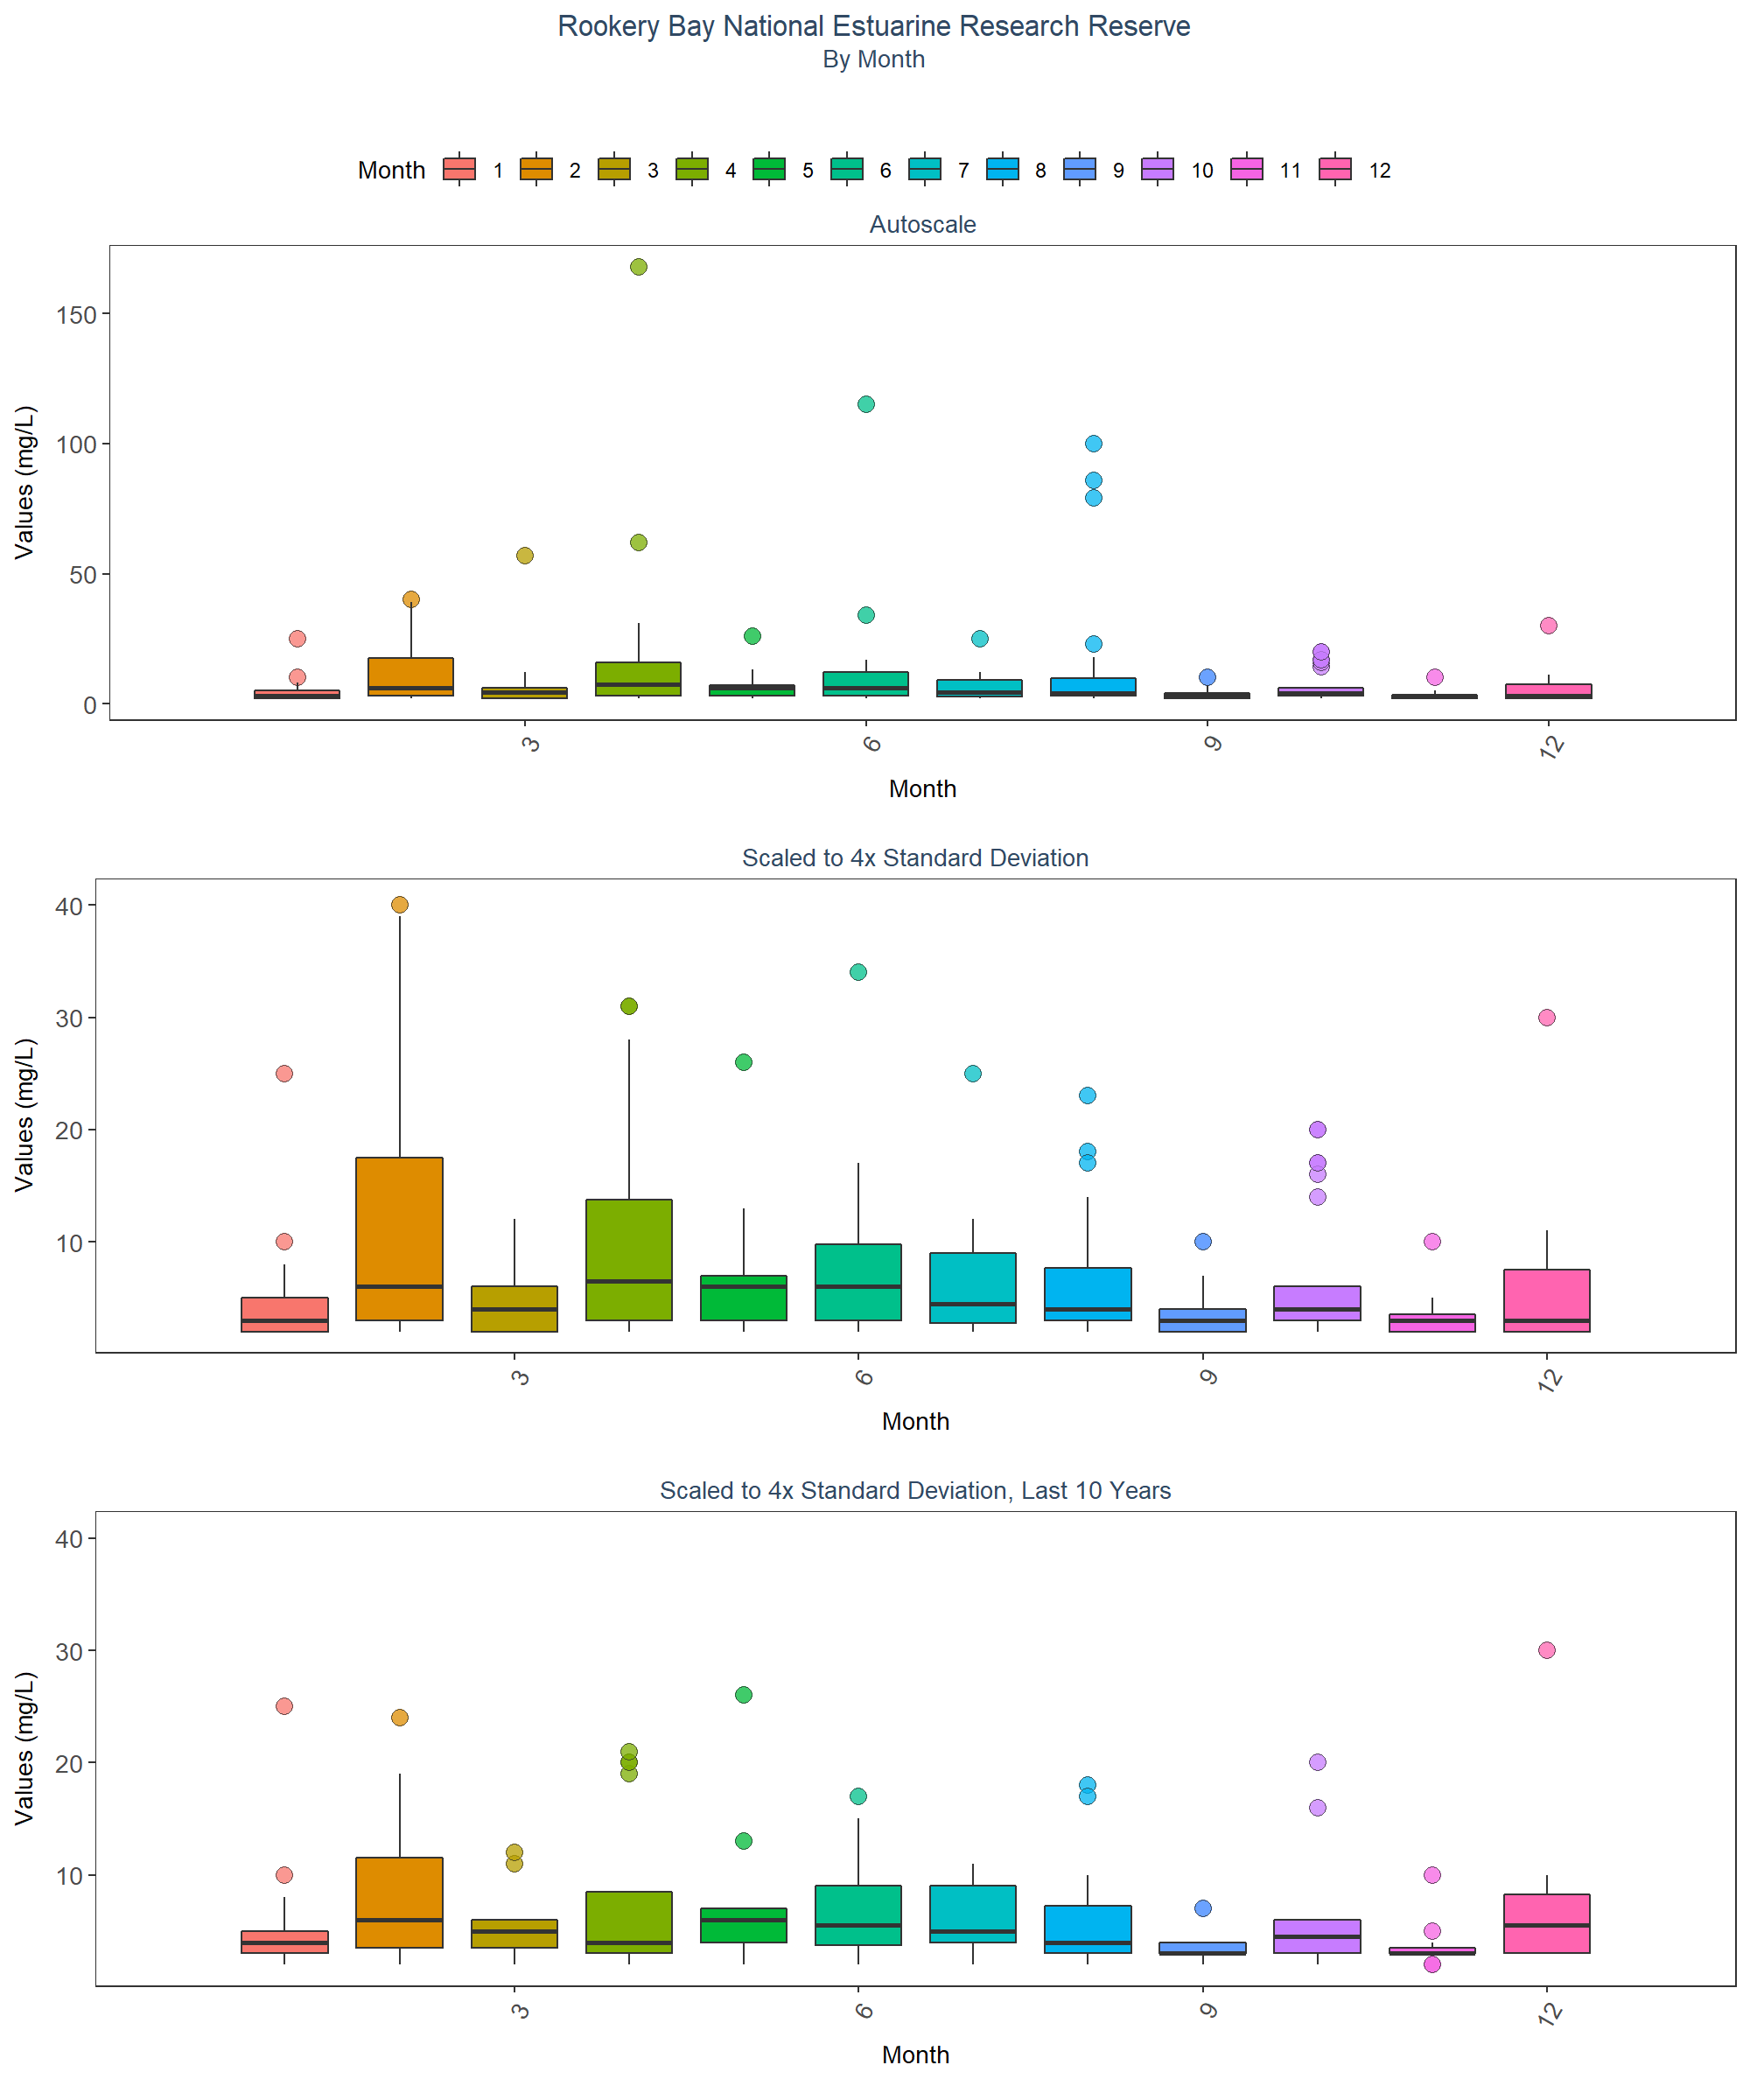 Rookery Bay National Estuarine Research Reserve
By Month
Month 1 2 3 4 5 6 7 8 9 10 11 12
Autoscale
Values (mg/L)
150
100
50
0
3 6 9 12
Month
Scaled to 4x Standard Deviation
Values (mg/L)
40
30
20
10
3 6 9 12
Month
Scaled to 4x Standard Deviation, Last 10 Years
Values (mg/L)
40
30
20
10
3 6 9 12
Month